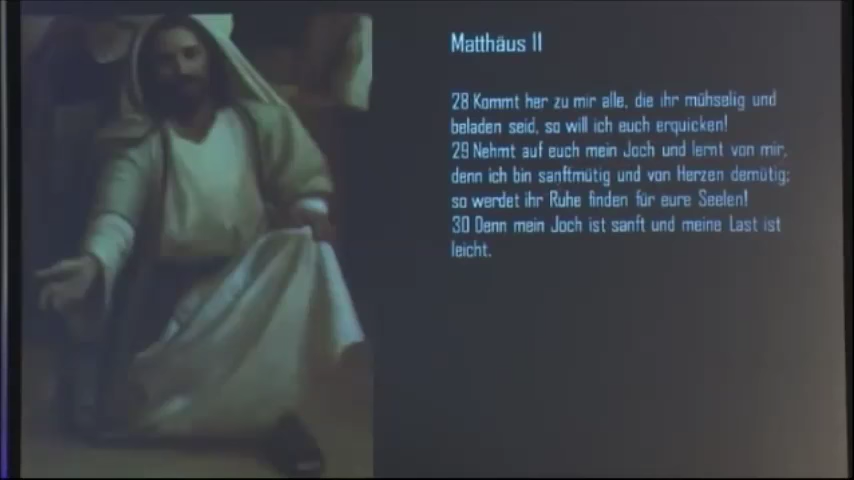 Matthäus 11
28 Kommt her zu mir alle, die ihr mühselig und
beladen seid, so will ich euch erquicken!
29 Nehmt auf euch mein Joch und lernt von mir,
denn ich bin sanftmütig und von Herzen demütig;
so werdet ihr Ruhe finden für eure Seelen!
30 Denn mein Joch ist sanft und meine Last ist
leicht.